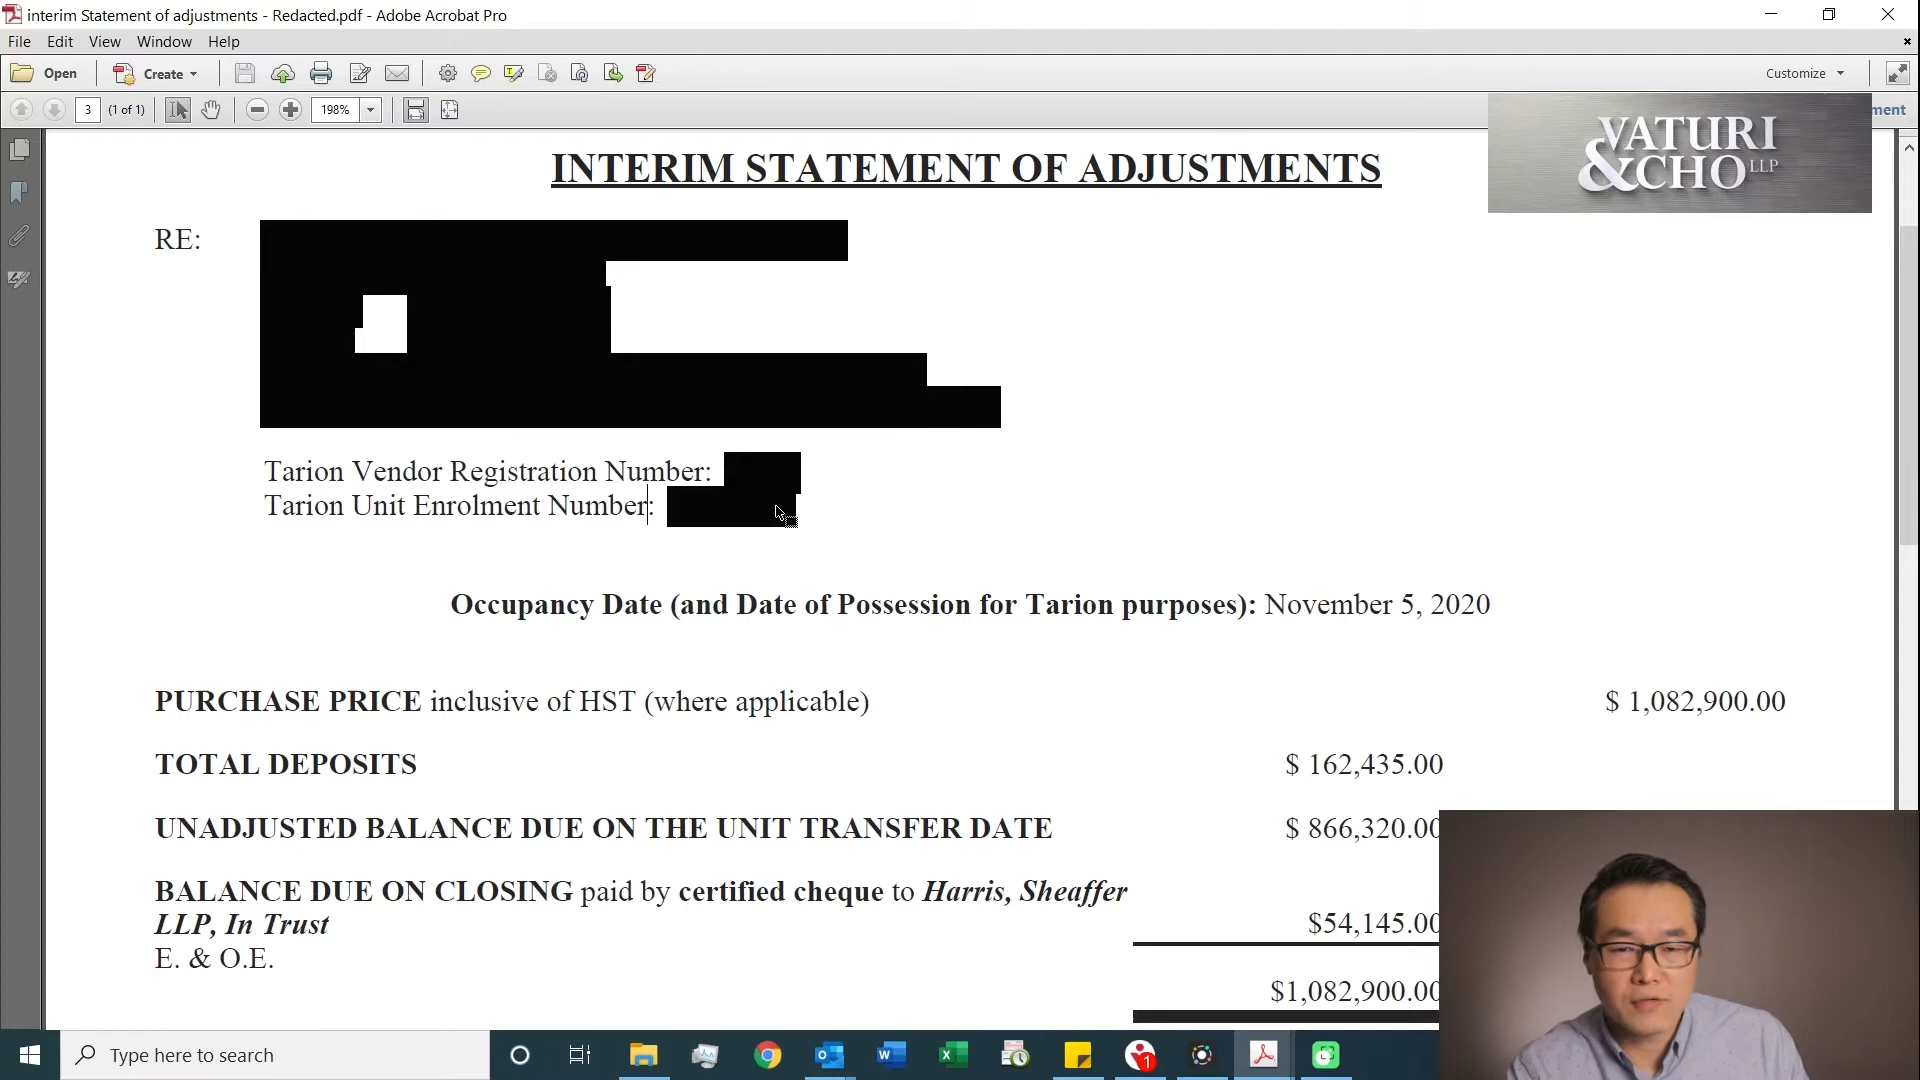 interim Statement of adjustments - Redacted.pdf - Adobe Acrobat Pro
File Edit View Window Help
Open Create Customize
3 (1 of 1) 198% ment
VATURI
&CHO LLP
INTERIM STATEMENT OF ADJUSTMENTS
RE:
Tarion Vendor Registration Number:
Tarion Unit Enrolment Number:
Occupancy Date (and Date of Possession for Tarion purposes): November 5, 2020
PURCHASE PRICE inclusive of HST (where applicable) $ 1,082,900.00
TOTAL DEPOSITS $ 162,435.00
UNADJUSTED BALANCE DUE ON THE UNIT TRANSFER DATE $ 866,320.00
BALANCE DUE ON CLOSING paid by certified cheque to Harris, Sheaffer
LLP, In Trust $54,145.00
E. & O.E.
$1,082,900.00
Type here to search
1